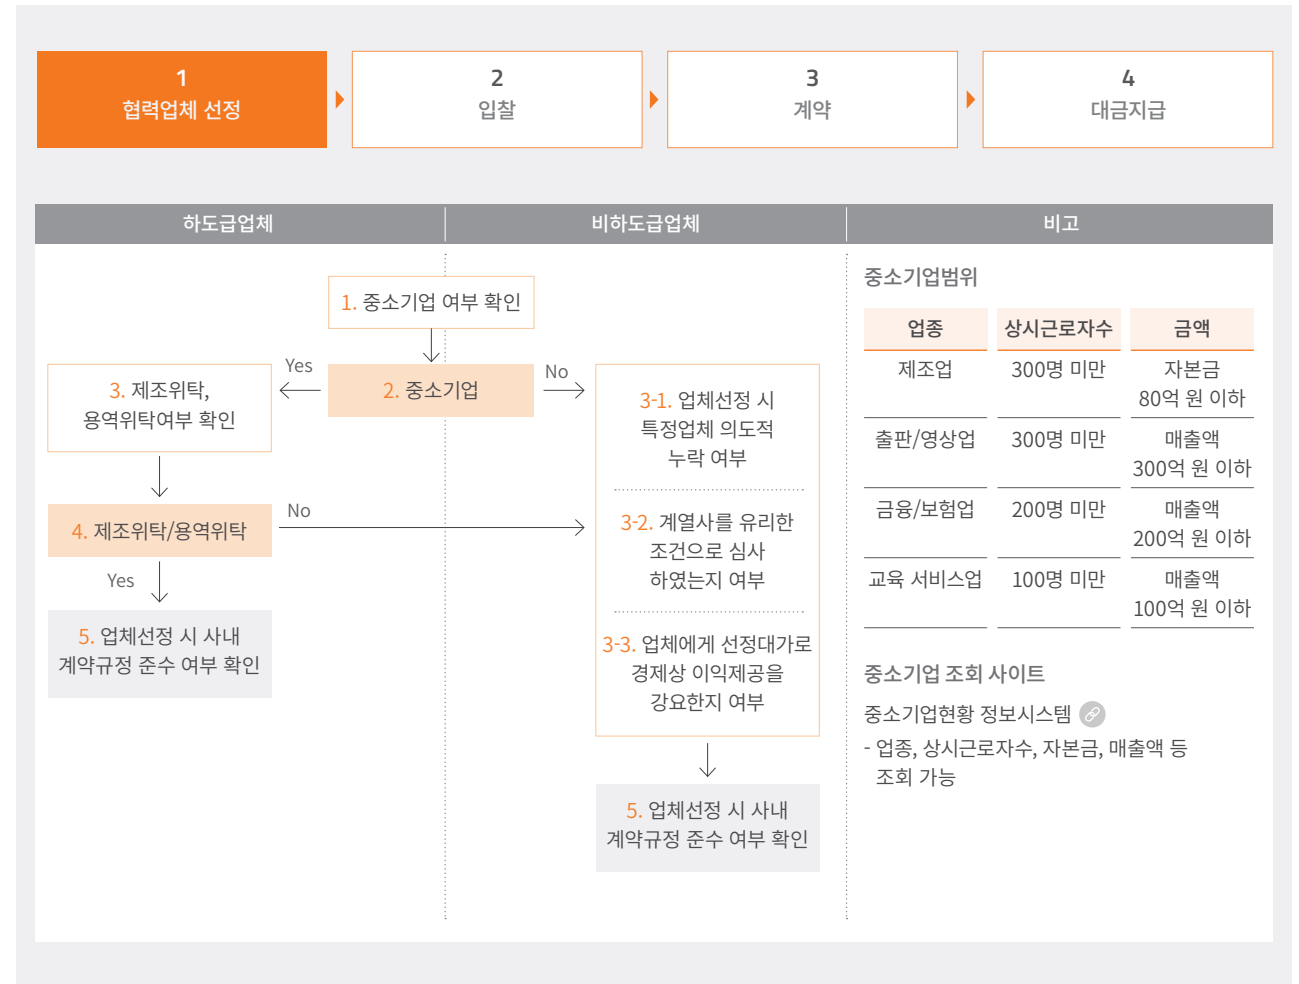 1
협력업체 선정
2
입찰
3
계약
4
대금지급
하도급업체
비하도급업체
비고
1. 중소기업 여부 확인
Yes
2. 중소기업
No
3. 제조위탁,
용역위탁여부 확인
4. 제조위탁/용역위탁
No
Yes
5. 업체선정 시 사내
계약규정 준수 여부 확인
3-1. 업체선정 시
특정업체 의도적
누락 여부
3-2. 계열사를 유리한
조건으로 심사
하였는지 여부
3-3. 업체에게 선정대가로
경제상 이익제공을
강요한지 여부
5. 업체선정 시 사내
계약규정 준수 여부 확인
중소기업범위
업종 상시근로자수 금액
제조업 300명 미만 자본금
80억 원 이하
출판/영상업 300명 미만 매출액
300억 원 이하
금융/보험업 200명 미만 매출액
200억 원 이하
교육 서비스업 100명 미만 매출액
100억 원 이하
중소기업 조회 사이트
중소기업현황 정보시스템
- 업종, 상시근로자수, 자본금, 매출액 등
조회 가능